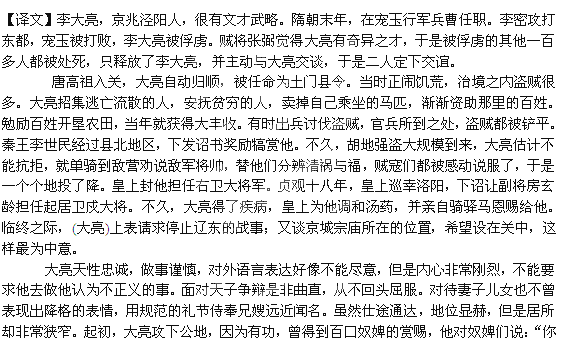 【译文】李大亮，京兆泾阳人，很有文才武略。隋朝末年，在宠玉行军兵曹任职。李密攻打
东都，宠玉被打败，李大亮被俘虏。贼将张弼觉得大亮有奇异之才，于是被俘虏的其他一百
多人都被处死，只释放了李大亮，并主动与大亮交谈，于是二人定下交谊。
唐高祖入关，大亮自动归顺，被任命为土门县令。当时正闹饥荒，治境之内盗贼很
多。大亮招集逃亡流散的人，安抚贫穷的人，卖掉自己乘坐的马匹，渐渐资助那里的百姓。
勉励百姓开垦农田，当年就获得大丰收。有时出兵讨伐盗贼，官兵所到之处，盗贼都被铲平。
秦王李世民经过县北地区，下发诏书奖励犒赏他。不久，胡地强盗大规模到来，大亮估计不
能抗拒，就单骑到敌营劝说敌军将帅，替他们分辨清祸与福，贼寇们都被感动说服了，于是
一个个地投了降。皇上封他担任右卫大将军。贞观十八年，皇上巡幸洛阳，下诏让副将房玄
龄担任起居卫戍大将。不久，大亮得了疾病，皇上为他调和汤药，并亲自骑驿马恩赐给他。
临终之际，(大亮)上表请求停止辽东的战事；又谈京城宗庙所在的位置，希望设在关中，这
样最为中意。
大亮天性忠诚，做事谨慎，对外语言表达好像不能尽意，但是内心非常刚烈，不能要
求他去做他认为不正义的事。面对天子争辩是非曲直，从不回头屈服。对待妻子儿女也不曾
表现出降格的表情，用规范的礼节侍奉兄嫂远近闻名。虽然仕途通达，地位显赫，但是居所
却非常狭窄。起初，大亮攻下公地，因为有功，曾得到百口奴婢的赏赐，他对奴婢们说：“你